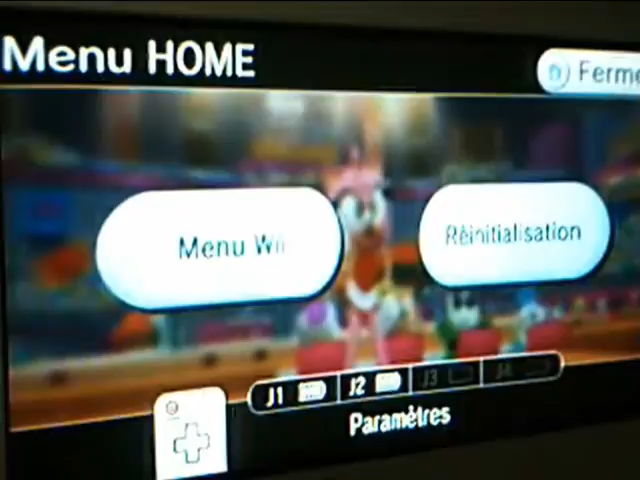 Menu HOME
Ferme
Menu Wii
Réinitialisation
J1 J2 J3 J4
Paramètres